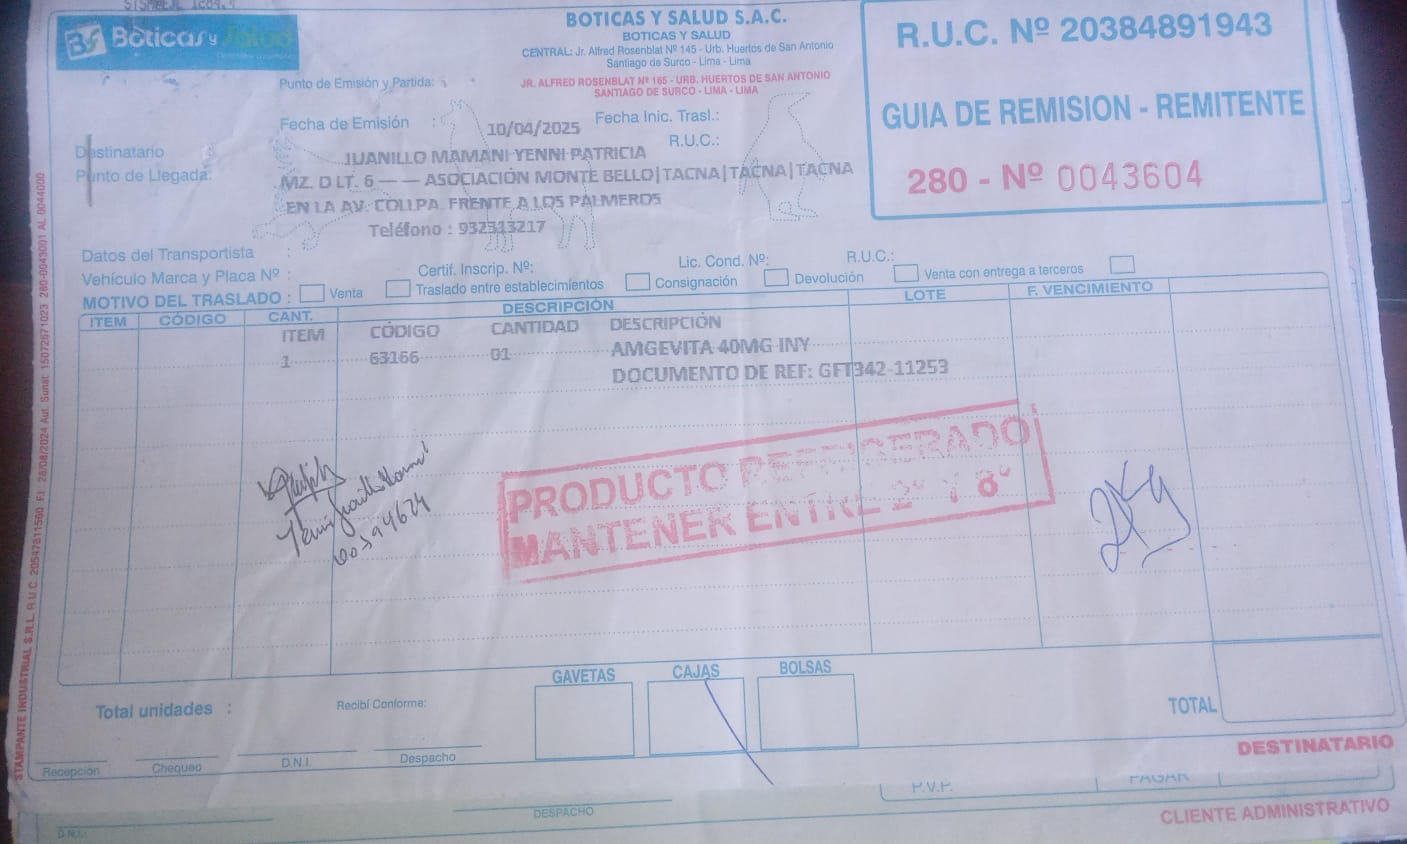 Boticas y Salud
BOTICAS Y SALUD S.A.C.
BOTICAS Y SALUD
CENTRAL: Jr. Alfred Rosenblat Nº 145 - Urb. Huertos de San Antonio
Santiago de Surco - Lima - Lima
Punto de Emisión y Partida:
JR. ALFRED ROSENBLAT Nº 165 - URB. HUERTOS DE SAN ANTONIO
SANTIAGO DE SURCO - LIMA - LIMA
R.U.C. Nº 20384891943
GUIA DE REMISION - REMITENTE
280 - Nº 0043604
Fecha de Emisión : 10/04/2025 Fecha Inic. Trasl.:
R.U.C.:
Destinatario JUANILLO MAMANI YENNI PATRICIA
Punto de Llegada: MZ. D LT. 6 — — ASOCIACIÓN MONTE BELLO|TACNA|TACNA|TACNA
EN LA AV. COLLPA FRENTE A LOS PALMEROS
Teléfono : 932313217
Datos del Transportista :
Vehículo Marca y Placa Nº : Certif. Inscrip. Nº: Lic. Cond. Nº: R.U.C.:
MOTIVO DEL TRASLADO : Venta Traslado entre establecimientos Consignación Devolución Venta con entrega a terceros
ITEM CÓDIGO CANT. DESCRIPCIÓN LOTE F. VENCIMIENTO
ITEM CÓDIGO CANTIDAD DESCRIPCIÓN
1 63166 01 AMGEVITA 40MG INY
DOCUMENTO DE REF: GFT342-11253
PRODUCTO REFRIGERADO
MANTENER ENTRE 2° Y 8°
00594674
GAVETAS CAJAS BOLSAS
Total unidades : Recibí Conforme: TOTAL
Recepción Chequeo D.N.I. Despacho
DESTINATARIO
P.V.P. PAGAR
D.N.I.: DESPACHO
CLIENTE ADMINISTRATIVO